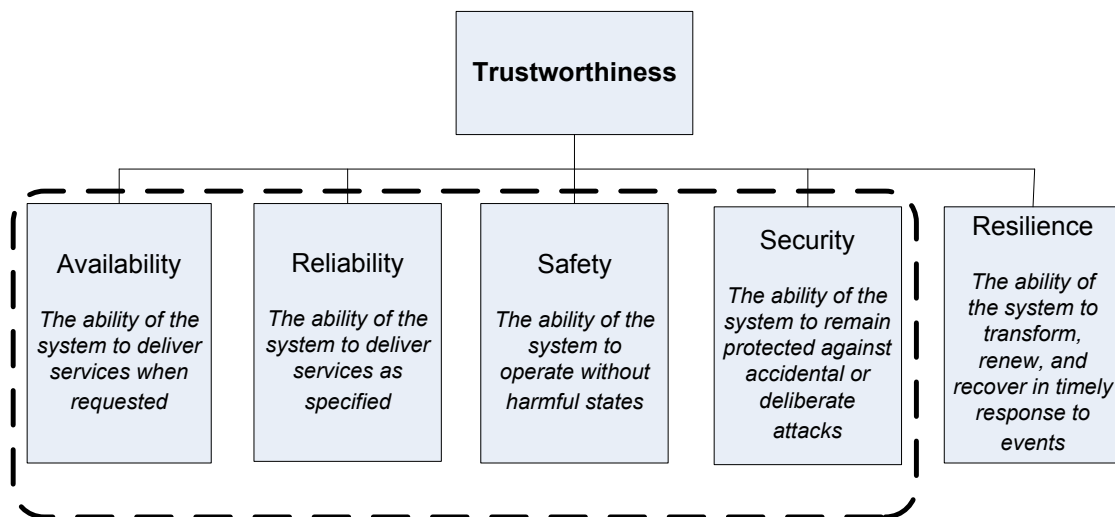 Trustworthiness
Availability
The ability of the
system to deliver
services when
requested
Reliability
The ability of the
system to deliver
services as
specified
Safety
The ability of the
system to
operate without
harmful states
Security
The ability of the
system to remain
protected against
accidental or
deliberate
attacks
Resilience
The ability of
the system to
transform,
renew, and
recover in timely
response to
events